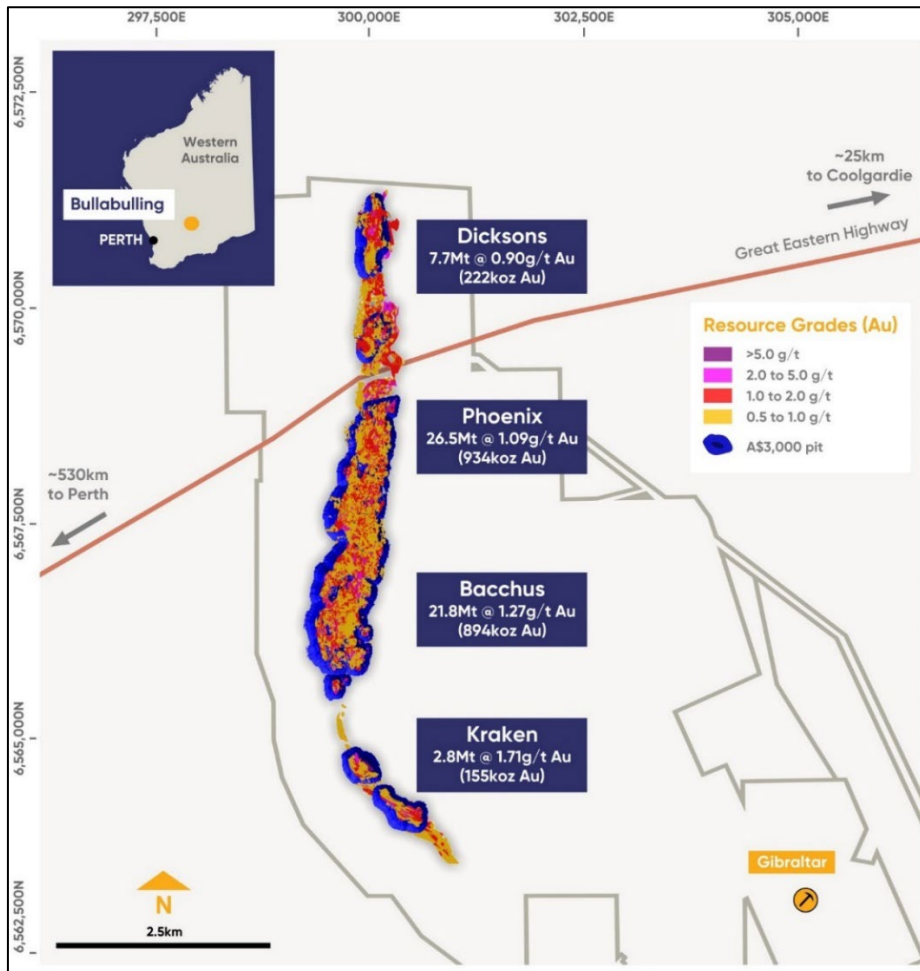 297,500E
300,000E
302,500E
305,000E
6,572,500N
6,570,000N
6,567,500N
6,565,000N
6,562,500N
Western
Australia
Bullabulling
PERTH
~25km
to Coolgardie
Great Eastern Highway
Dicksons
7.7Mt @ 0.90g/t Au
(222koz Au)
Resource Grades (Au)
>5.0 g/t
2.0 to 5.0 g/t
1.0 to 2.0 g/t
0.5 to 1.0 g/t
A$3,000 pit
Phoenix
26.5Mt @ 1.09g/t Au
(934koz Au)
~530km
to Perth
Bacchus
21.8Mt @ 1.27g/t Au
(894koz Au)
Kraken
2.8Mt @ 1.71g/t Au
(155koz Au)
Gibraltar
N
2.5km